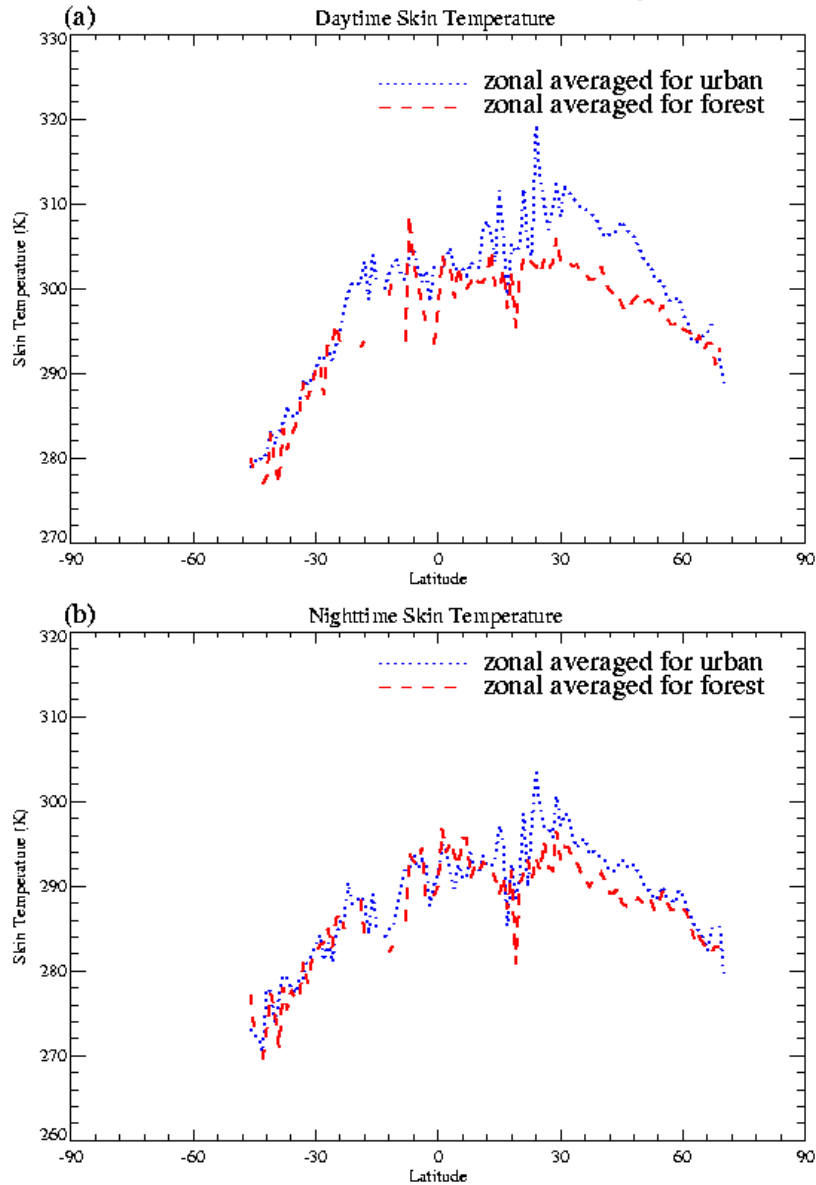 (a)
Daytime Skin Temperature
330
320
310
300
290
280
270
Skin Temperature (K)
zonal averaged for urban
zonal averaged for forest
-90 -60 -30 0 30 60 90
Latitude
(b)
Nighttime Skin Temperature
320
310
300
290
280
270
260
Skin Temperature (K)
zonal averaged for urban
zonal averaged for forest
-90 -60 -30 0 30 60 90
Latitude